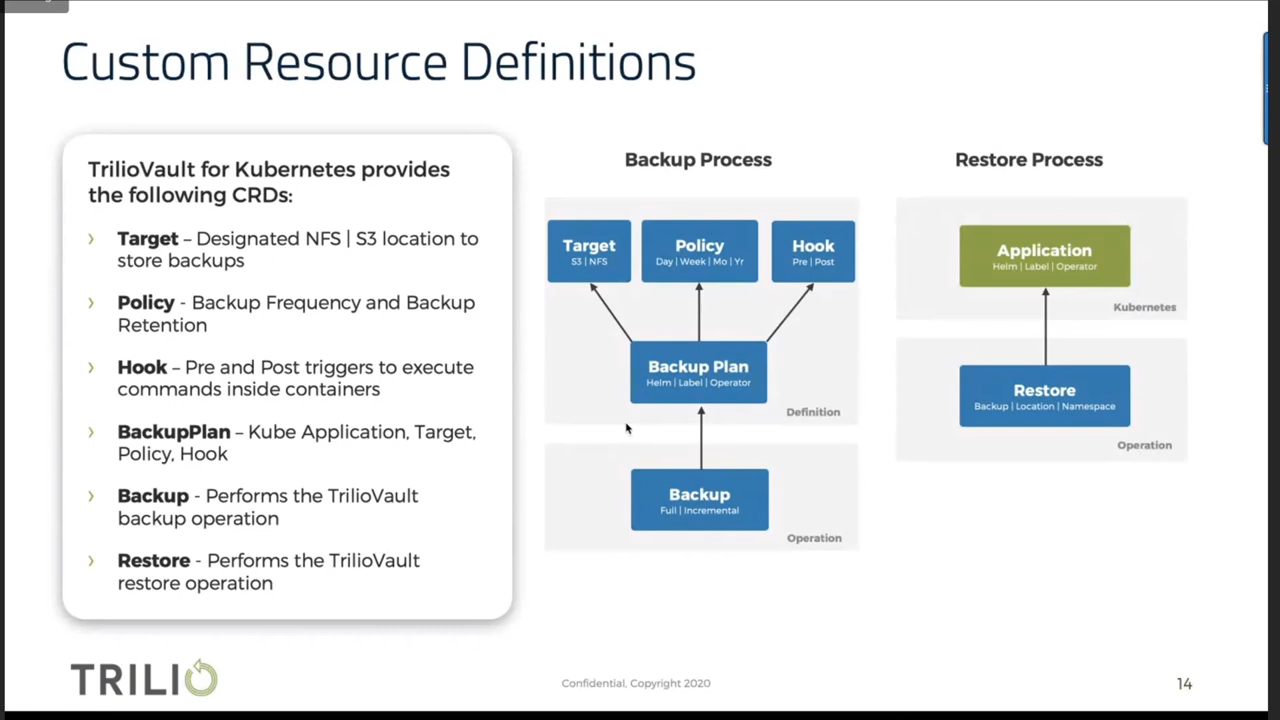 Custom Resource Definitions
TrilioVault for Kubernetes provides
the following CRDs:
› Target – Designated NFS | S3 location to
store backups
› Policy - Backup Frequency and Backup
Retention
› Hook – Pre and Post triggers to execute
commands inside containers
› BackupPlan – Kube Application, Target,
Policy, Hook
› Backup - Performs the TrilioVault
backup operation
› Restore - Performs the TrilioVault
restore operation
Backup Process
Target
S3 | NFS
Policy
Day | Week | Mo | Yr
Hook
Pre | Post
Backup Plan
Helm | Label | Operator
Definition
Backup
Full | Incremental
Operation
Restore Process
Application
Helm | Label | Operator
Kubernetes
Restore
Backup | Location | Namespace
Operation
TRILIO
Confidential, Copyright 2020
14